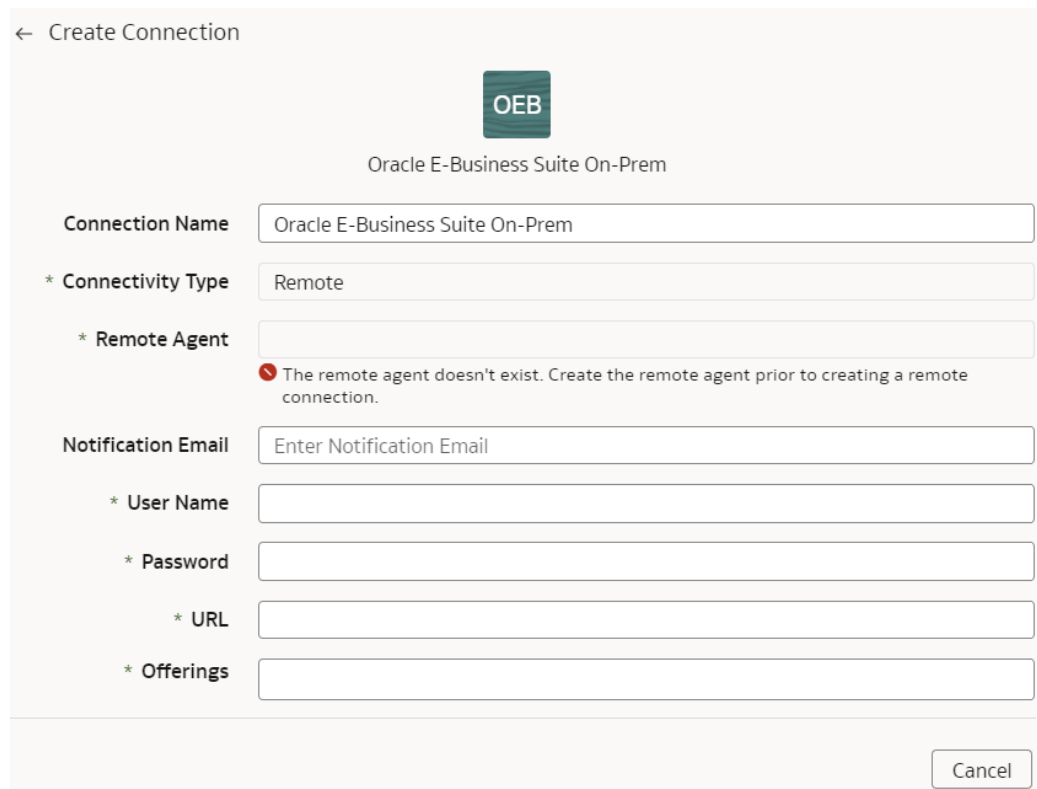 ← Create Connection
OEB
Oracle E-Business Suite On-Prem
Connection Name Oracle E-Business Suite On-Prem
* Connectivity Type Remote
* Remote Agent
The remote agent doesn't exist. Create the remote agent prior to creating a remote
connection.
Notification Email Enter Notification Email
* User Name
* Password
* URL
* Offerings
Cancel